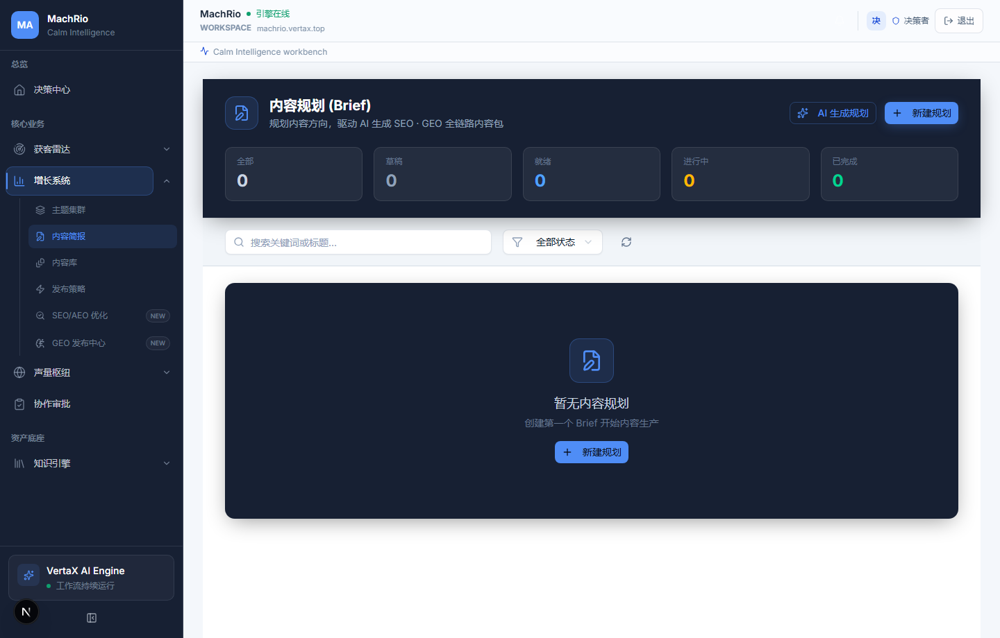 MA
MachRio
Calm Intelligence
总览
决策中心
核心业务
获客雷达
增长系统
主题集群
内容简报
内容库
发布策略
SEO/AEO 优化
NEW
GEO 发布中心
NEW
声量枢纽
协作审批
资产底座
知识引擎
VertaX AI Engine
工作流持续运行
N
MachRio
引擎在线
WORKSPACE machrio.vertax.top
决
决策者
退出
Calm Intelligence workbench
内容规划 (Brief)
规划内容方向，驱动 AI 生成 SEO · GEO 全链路内容包
AI 生成规划
新建规划
全部
0
草稿
0
就绪
0
进行中
0
已完成
0
搜索关键词或标题...
全部状态
暂无内容规划
创建第一个 Brief 开始内容生产
新建规划